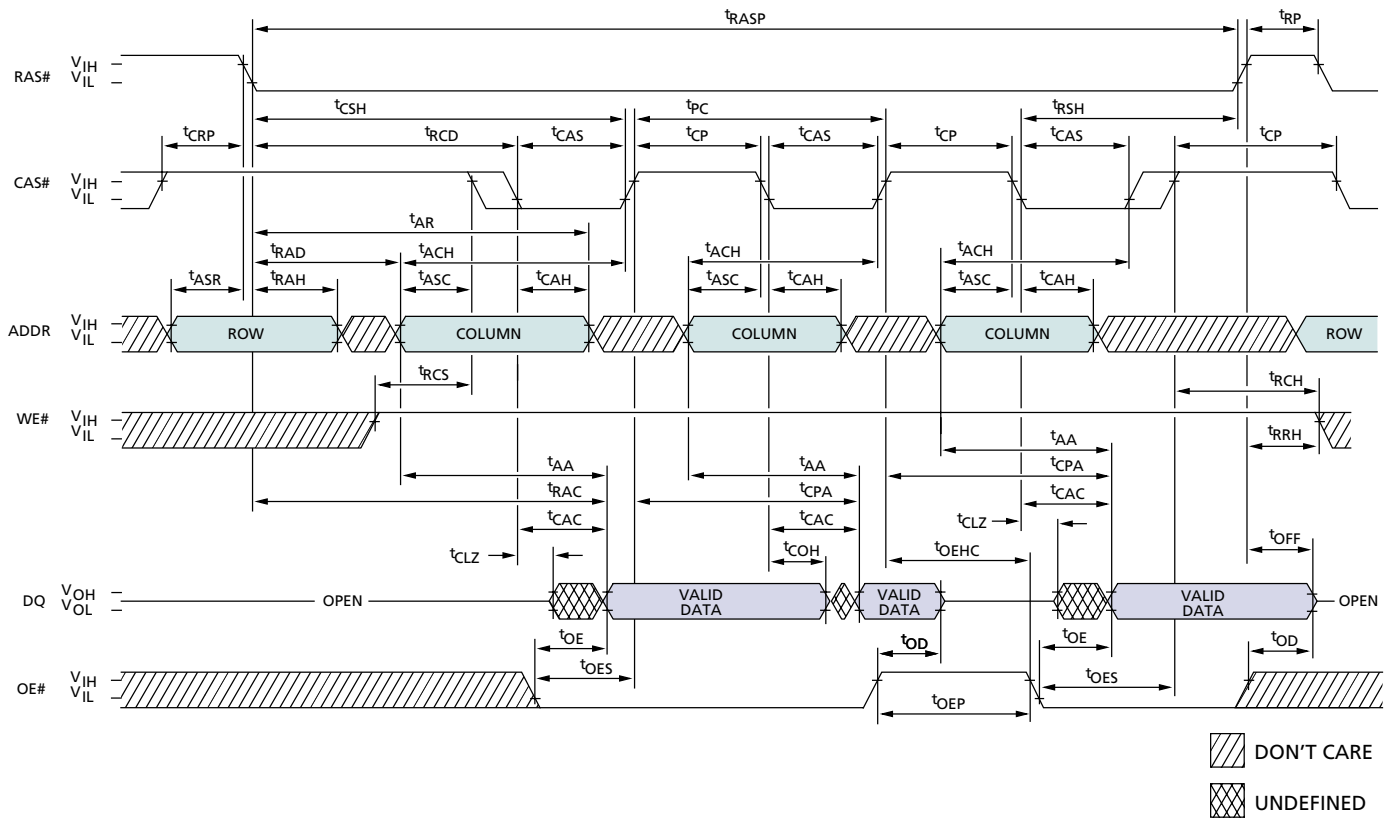 tRASP tRP
RAS# VIH
VIL
tCSH tPC tRSH
tCRP tRCD tCAS tCP tCAS tCP tCAS tCP
CAS# VIH
VIL
tAR
tRAD tACH tACH tACH
tASR tRAH tASC tCAH tASC tCAH tASC tCAH
ADDR VIH
VIL ROW COLUMN COLUMN COLUMN ROW
tRCS tRCH
WE# VIH
VIL
tRRH
tAA tAA tAA
tRAC tCPA tCPA
tCAC tCAC tCAC
tCLZ tCOH tOEHC tCLZ tOFF
DQ VOH
VOL OPEN VALID DATA VALID DATA VALID DATA OPEN
tOE tOD tOE tOD
tOES tOES
OE# VIH
VIL
tOEP
DON'T CARE
UNDEFINED